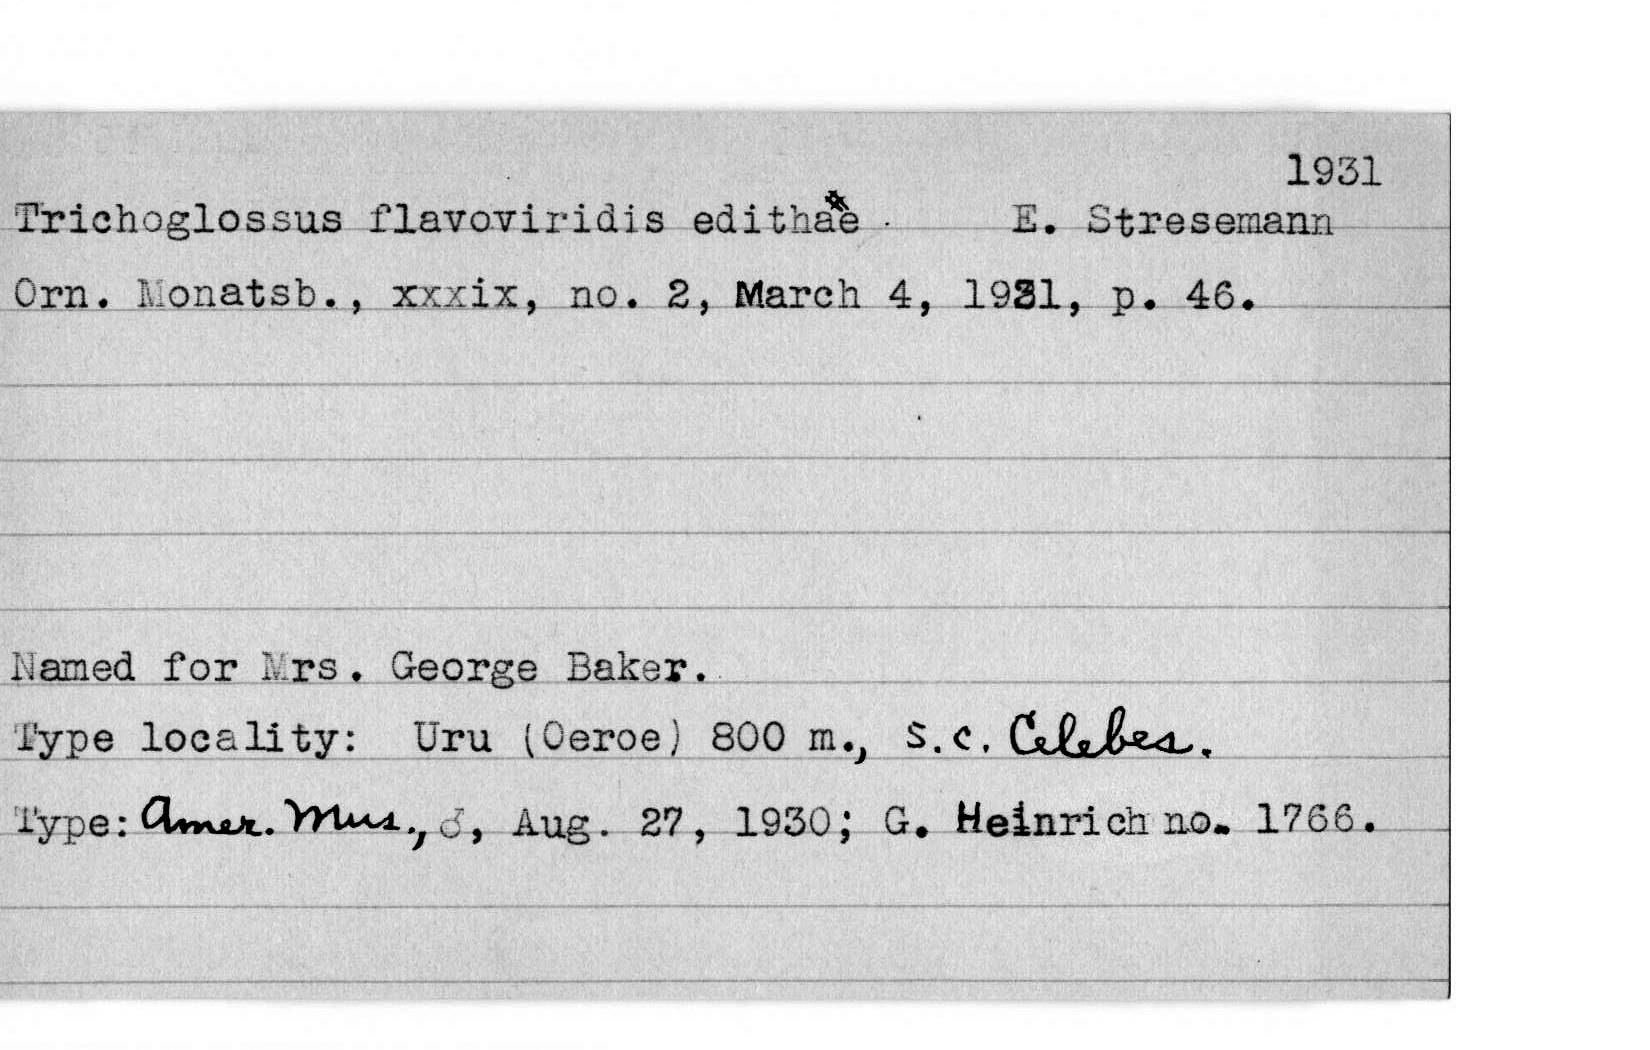 1931
Trichoglossus flavoviridis edithae E. Stresemann
Orn. Monatsb., xxxix, no. 2, March 4, 1931, p. 46.
Named for Mrs. George Baker.
Type locality: Uru (Oeroe) 800 m., S.C. Celebes.
Type: Amer. Mus., ♂, Aug. 27, 1930; G. Heinrich no. 1766.